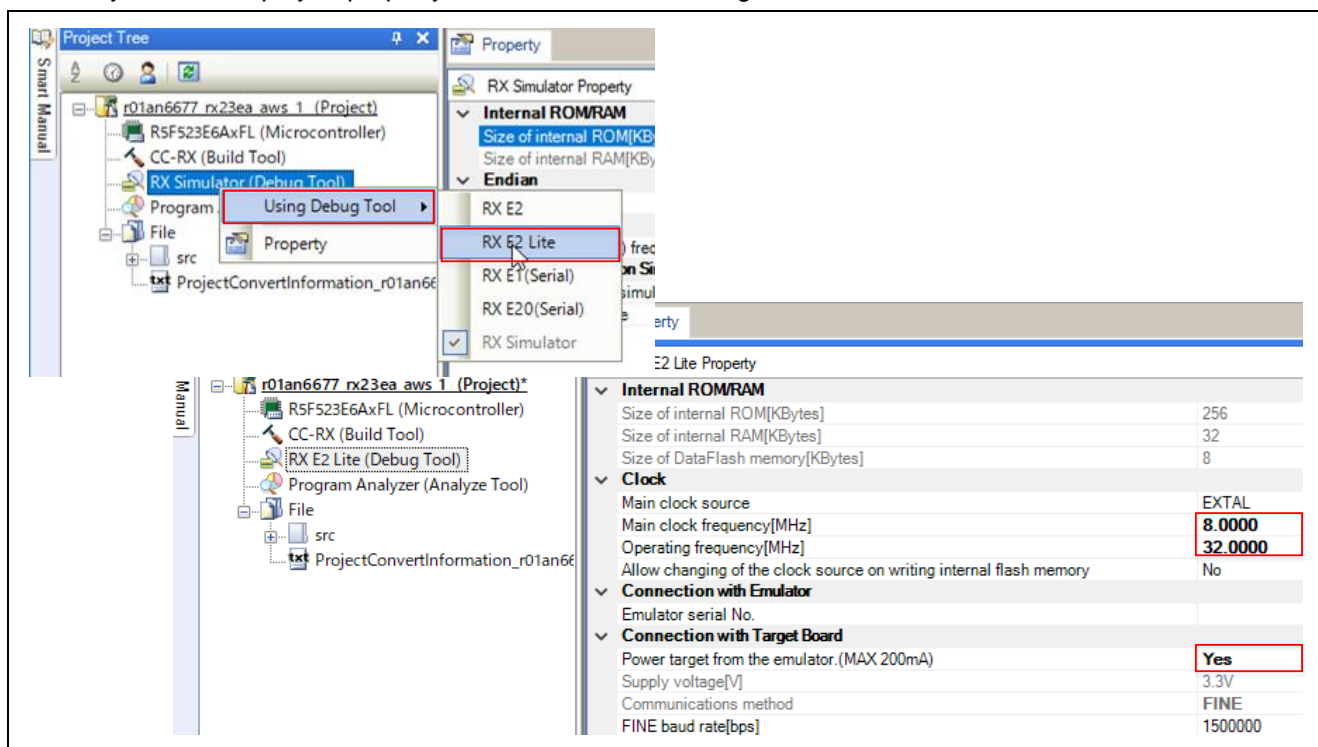 Project Tree
Smart Manual
r01an6677_rx23ea_aws_1 (Project)
R5F523E6AxFL (Microcontroller)
CC-RX (Build Tool)
RX Simulator (Debug Tool)
Program
File
src
ProjectConvertInformation_r01an66
Using Debug Tool
Property
RX E2
RX E2 Lite
RX E1(Serial)
RX E20(Serial)
RX Simulator
Property
RX Simulator Property
Internal ROM/RAM
Size of internal ROM[KBy
Size of internal RAM[KBy
Endian
) freq
on Si
simul
e
erty
E2 Lite Property
Manual
r01an6677_rx23ea_aws_1 (Project)*
R5F523E6AxFL (Microcontroller)
CC-RX (Build Tool)
RX E2 Lite (Debug Tool)
Program Analyzer (Analyze Tool)
File
src
ProjectConvertInformation_r01an66
Internal ROM/RAM
Size of internal ROM[KBytes] 256
Size of internal RAM[KBytes] 32
Size of DataFlash memory[KBytes] 8
Clock
Main clock source EXTAL
Main clock frequency[MHz] 8.0000
Operating frequency[MHz] 32.0000
Allow changing of the clock source on writing internal flash memory No
Connection with Emulator
Emulator serial No.
Connection with Target Board
Power target from the emulator.(MAX 200mA) Yes
Supply voltage[V] 3.3V
Communications method FINE
FINE baud rate[bps] 1500000